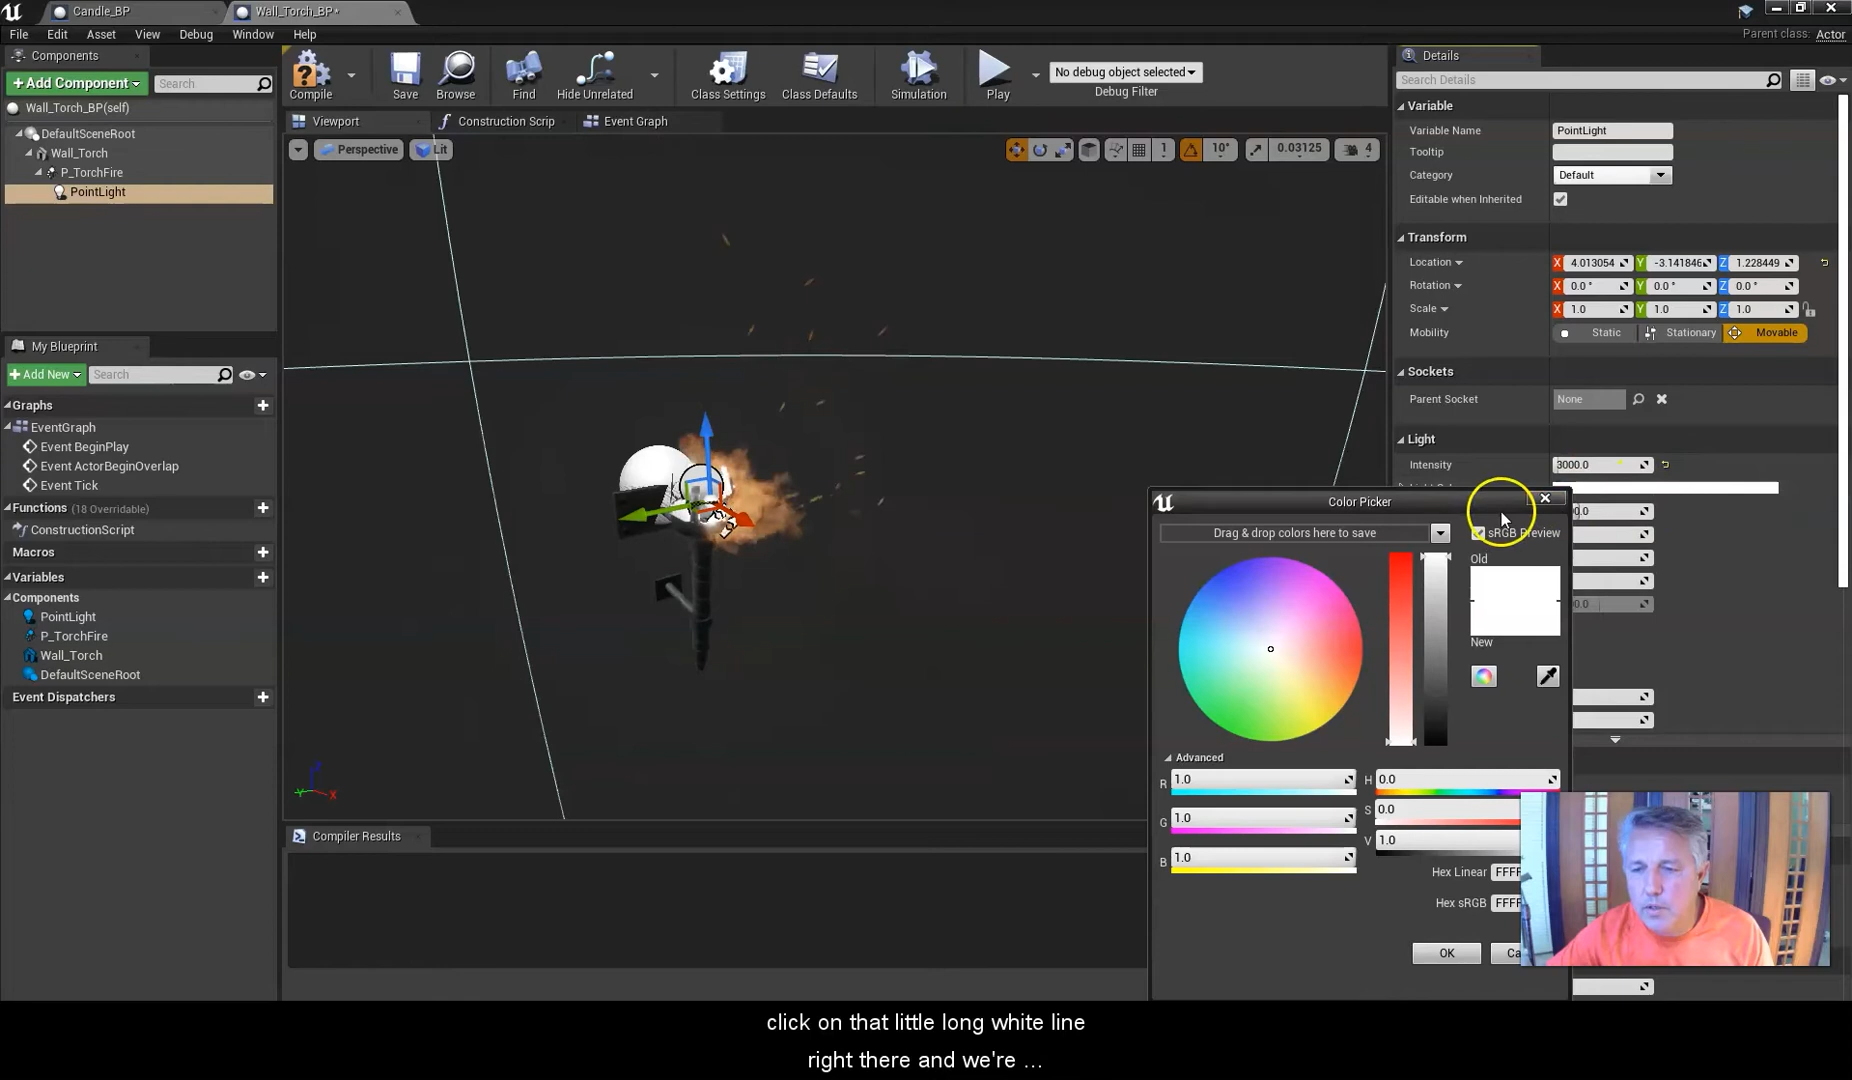 Candle_BP
Wall_Torch_BP*
File Edit Asset View Debug Window Help
Parent class: Actor
Components
+Add Component
Search
Wall_Torch_BP(self)
DefaultSceneRoot
Wall_Torch
P_TorchFire
PointLight
Compile
Save
Browse
Find
Hide Unrelated
Class Settings
Class Defaults
Simulation
Play
No debug object selected
Debug Filter
Viewport
Construction Scrip
Event Graph
Perspective
Lit
1
10°
0.03125
4
My Blueprint
+Add New
Search
Graphs
EventGraph
Event BeginPlay
Event ActorBeginOverlap
Event Tick
Functions (18 Overridable)
ConstructionScript
Macros
Variables
Components
PointLight
P_TorchFire
Wall_Torch
DefaultSceneRoot
Event Dispatchers
Compiler Results
Details
Search Details
Variable
Variable Name PointLight
Tooltip
Category Default
Editable when Inherited
Transform
Location X 4.013054 Y -3.141846 Z 1.228449
Rotation X 0.0 ° Y 0.0 ° Z 0.0 °
Scale X 1.0 Y 1.0 Z 1.0
Mobility Static Stationary Movable
Sockets
Parent Socket None
Light
Intensity 3000.0
Color Picker
Drag & drop colors here to save
sRGB Preview
Old
New
Advanced
R 1.0
G 1.0
B 1.0
H 0.0
S 0.0
V 1.0
Hex Linear FFFF
Hex sRGB FFFF
OK
Ca
click on that little long white line
right there and we're ...